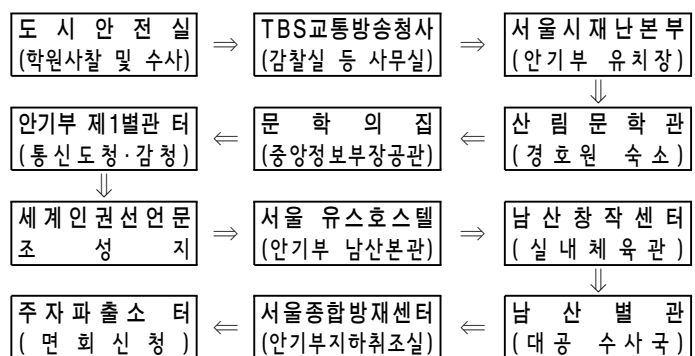 도시안전실
(학원사찰 및 수사)
⇒
TBS교통방송청사
(감찰실 등 사무실)
⇒
서울시재난본부
(안기부 유치장)
⇓
산림문학관
(경호원 숙소)
⇐
문학의집
(중앙정보부장공관)
⇐
안기부 제1별관 터
(통신도청·감청)
⇓
세계인권선언문
조성지
⇒
서울 유스호스텔
(안기부 남산본관)
⇒
남산창작센터
(실내체육관)
⇓
남산별관
(대공 수사국)
⇐
서울종합방재센터
(안기부지하취조실)
⇐
주자파출소 터
(면회신청)